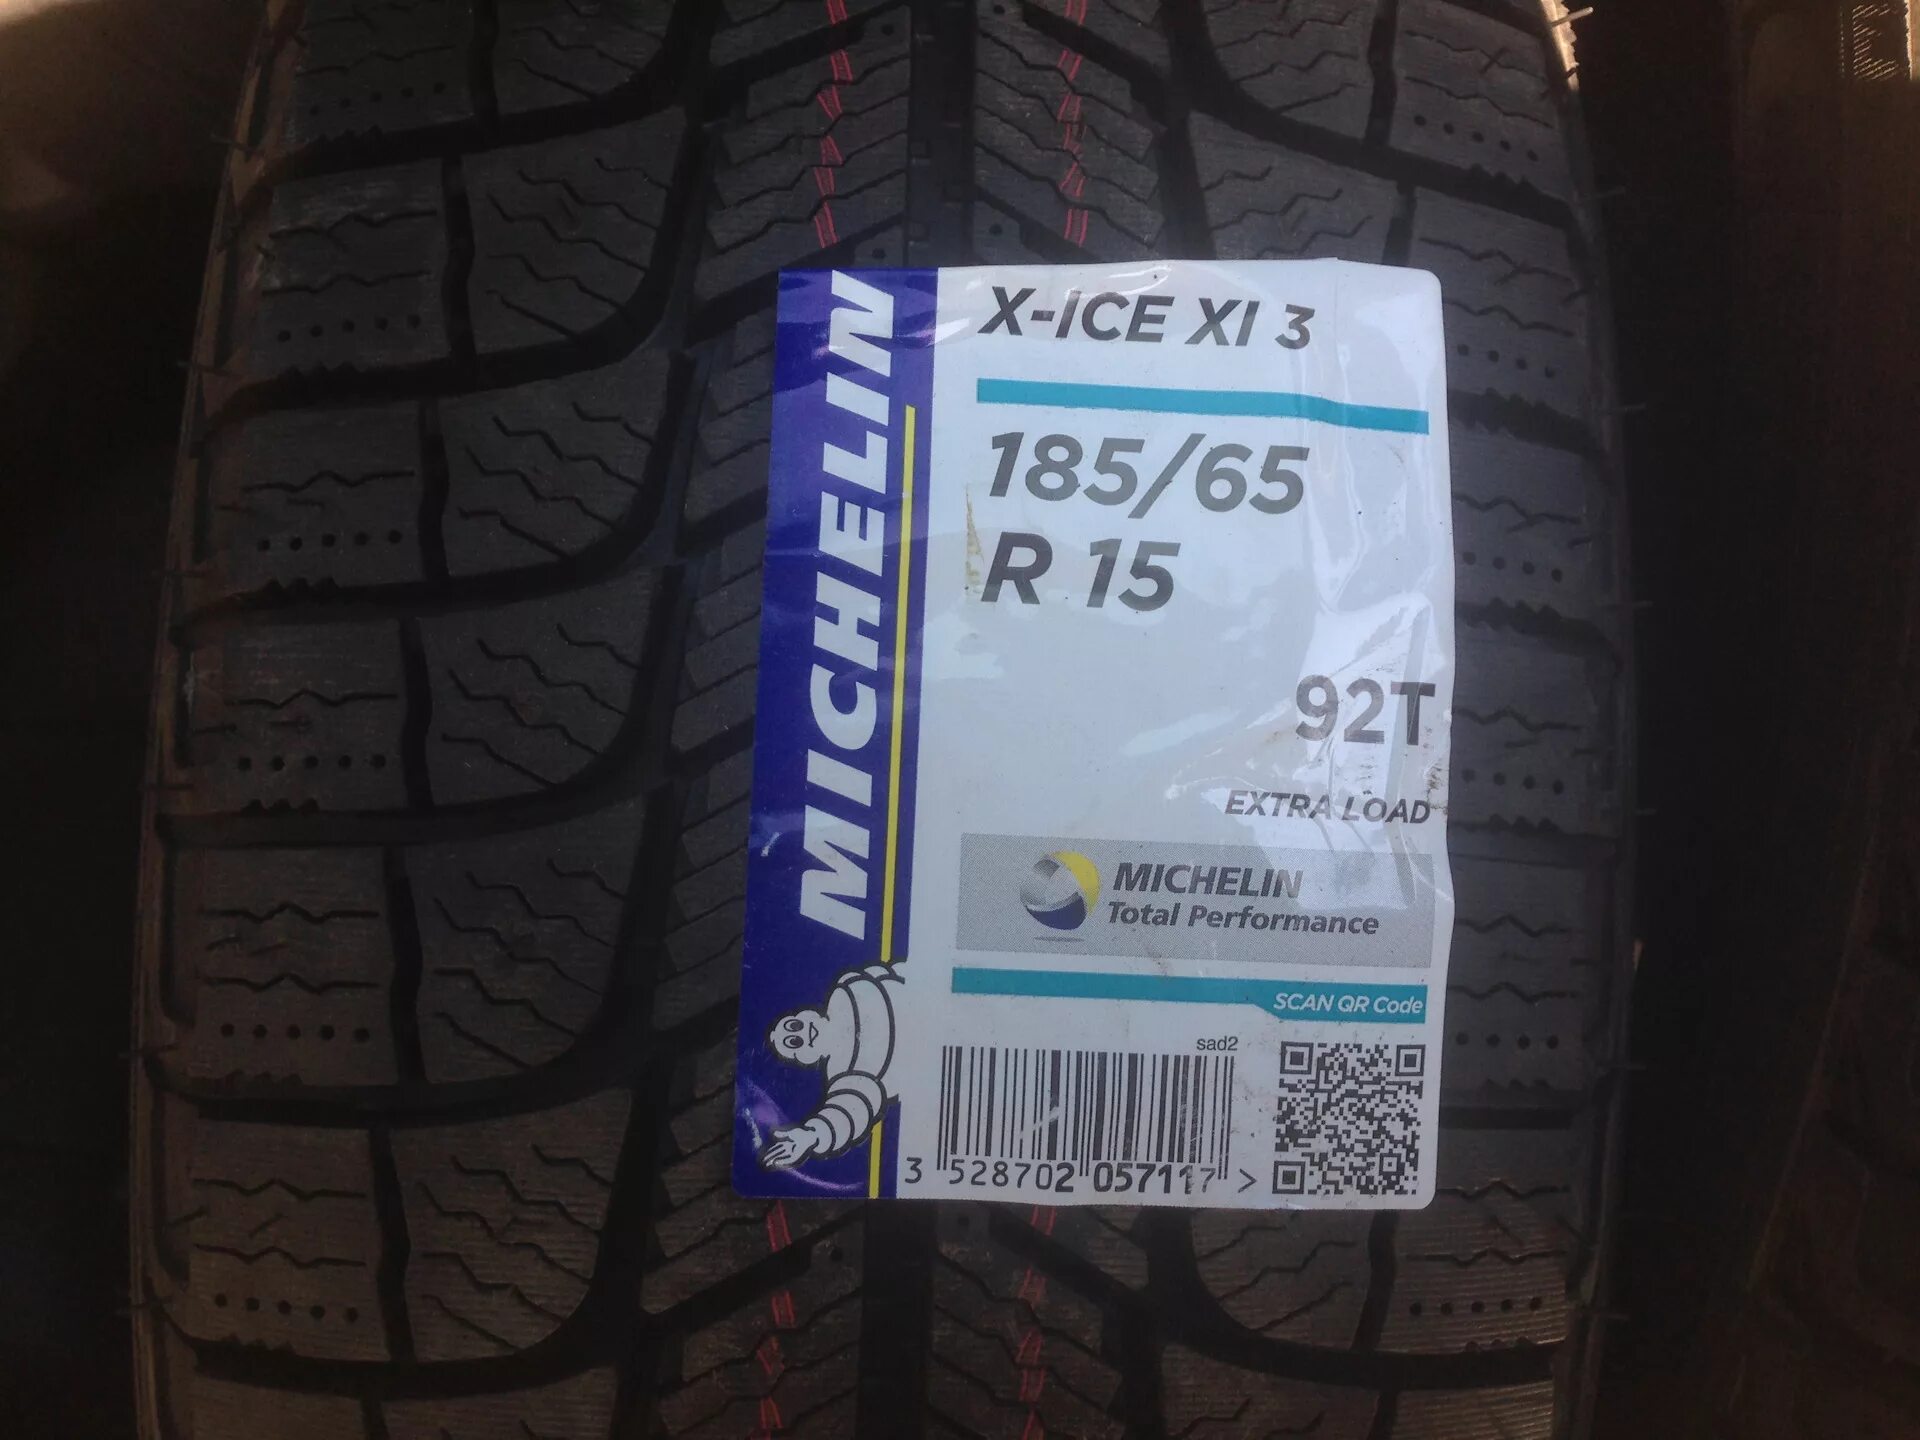 MICHELIN
X-ICE XI 3
185/65
R 15
92T
EXTRA LOAD
MICHELIN
Total Performance
SCAN QR Code
sad2
3 528702 057117 >